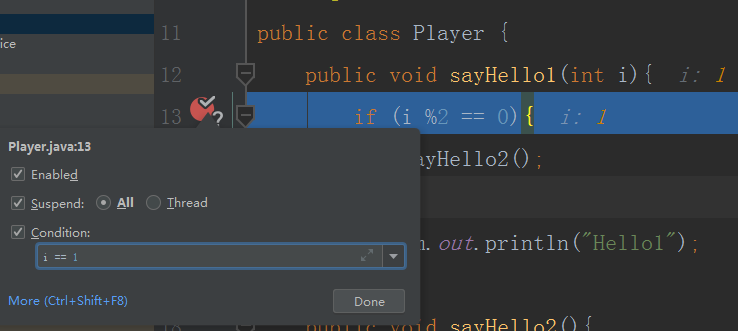 ice
11 public class Player {
12 public void sayHello1(int i){ i: 1
13 if (i %2 == 0){ i: 1
ayHello2();
.out.println("Hello1");
public void sayHello2(){
Player.java:13
Enabled
Suspend: All Thread
Condition:
i == 1
More (Ctrl+Shift+F8) Done